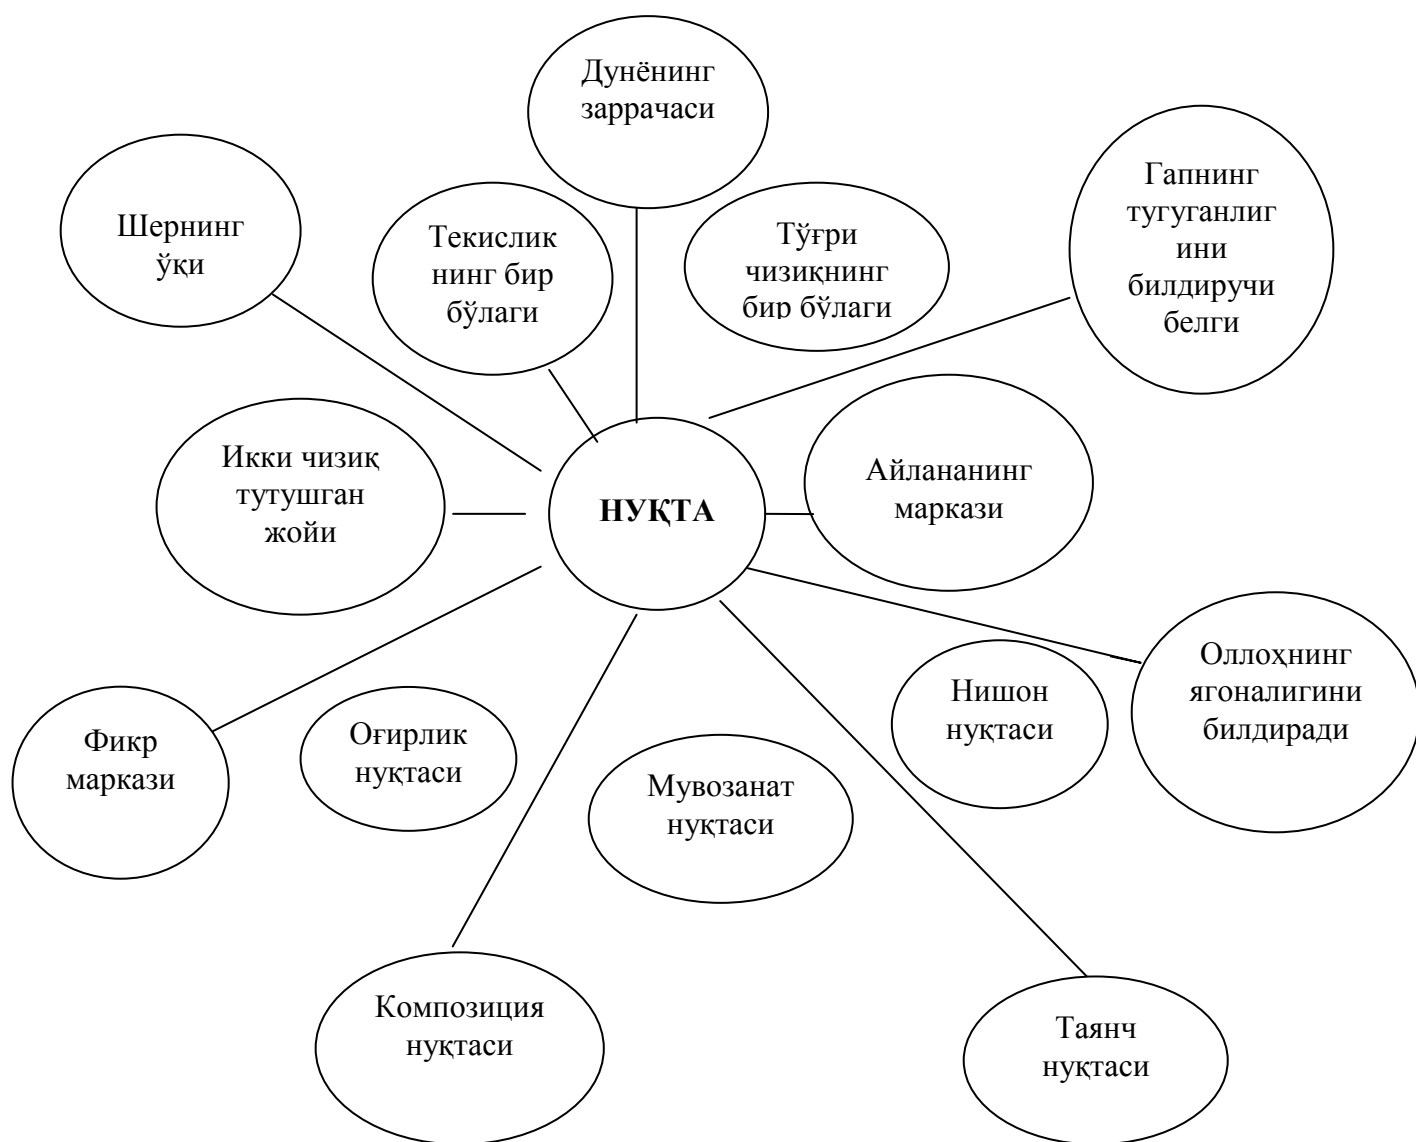 Дунёнинг
заррачаси
Гапнинг
тугуганлиг
ини
билдиручи
белги
Шернинг
ўқи
Текислик
нинг бир
бўлаги
Тўғри
чизиқнинг
бир бўлаги
Икки чизиқ
тутушган
жойи
НУҚТА
Айлананинг
маркази
Фикр
маркази
Оғирлик
нуқтаси
Мувозанат
нуқтаси
Нишон
нуқтаси
Оллоҳнинг
ягоналигини
билдиради
Композиция
нуқтаси
Таянч
нуқтаси